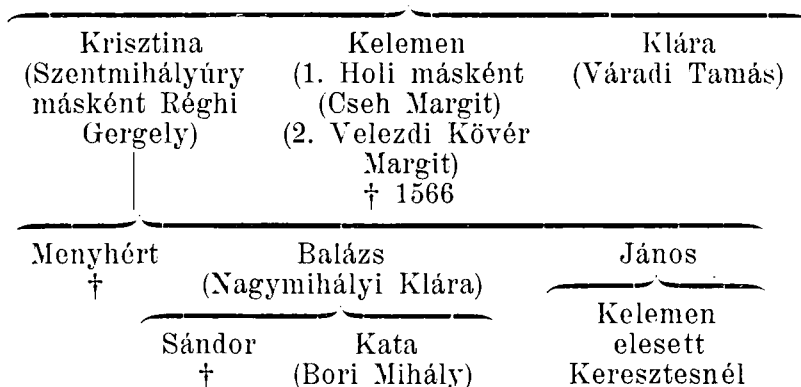 Krisztina Kelemen Klára
(Szentmihályúry (1. Holi másként (Váradi Tamás)
másként Réghi (Cseh Margit)
Gergely) (2. Velezdi Kövér
Margit)
† 1566
Menyhért Balázs János
† (Nagymihályi Klára)
Kelemen
Sándor Kata elesett
† (Bori Mihály) Keresztesnél